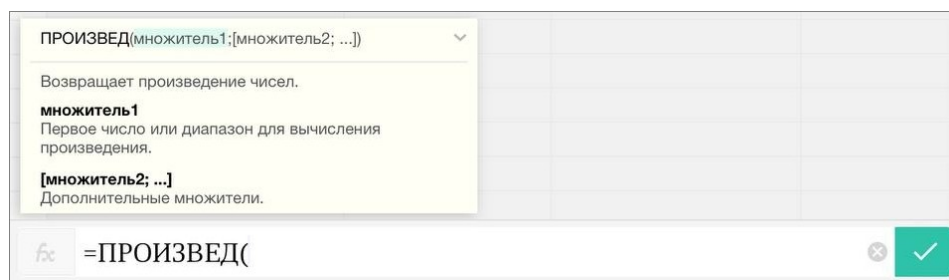 ПРОИЗВЕД(множитель1;[множитель2; ...])
Возвращает произведение чисел.
множитель1
Первое число или диапазон для вычисления
произведения.
[множитель2; ...]
Дополнительные множители.
fx =ПРОИЗВЕД(